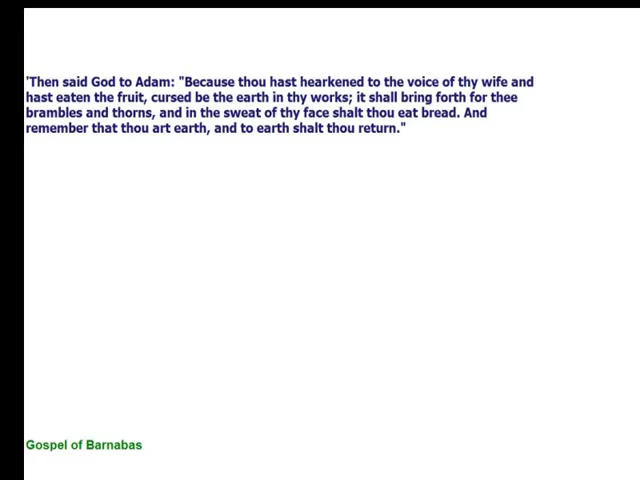 'Then said God to Adam: "Because thou hast hearkened to the voice of thy wife and
hast eaten the fruit, cursed be the earth in thy works; it shall bring forth for thee
brambles and thorns, and in the sweat of thy face shalt thou eat bread. And
remember that thou art earth, and to earth shalt thou return."
Gospel of Barnabas